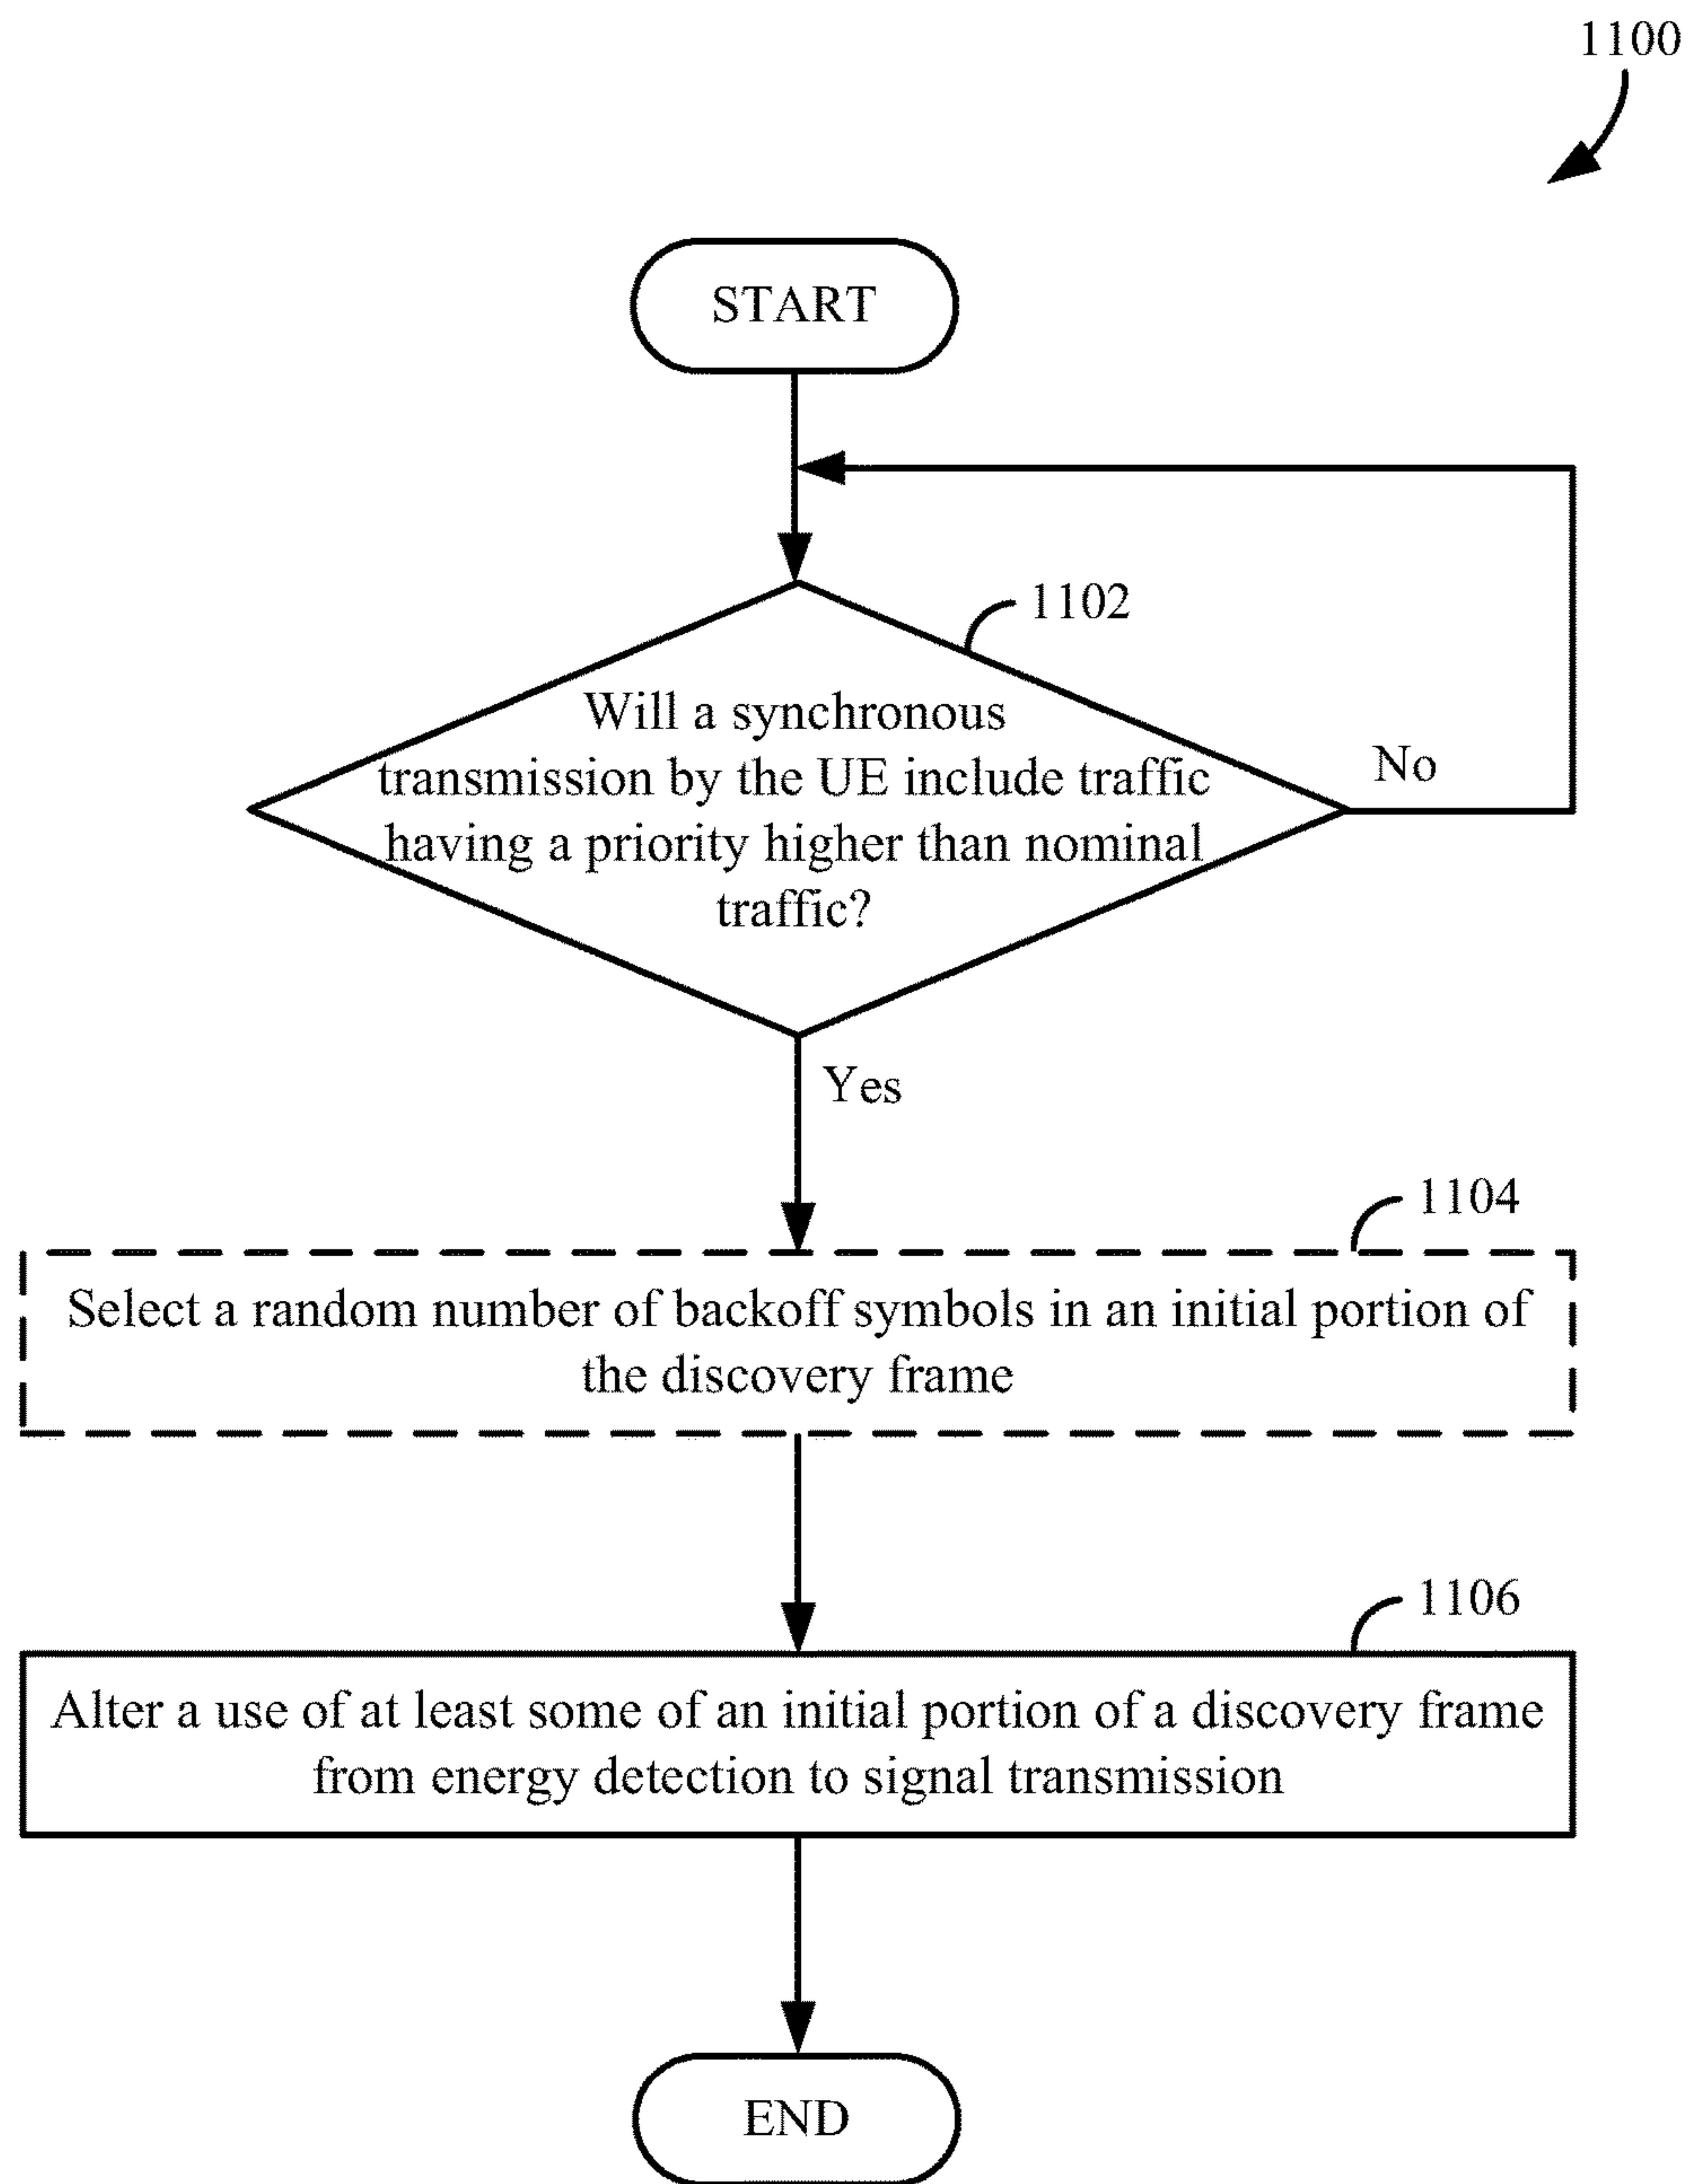 1100
START
1102
Will a synchronous
transmission by the UE include traffic
having a priority higher than nominal
traffic?
No
Yes
1104
Select a random number of backoff symbols in an initial portion of
the discovery frame
1106
Alter a use of at least some of an initial portion of a discovery frame
from energy detection to signal transmission
END